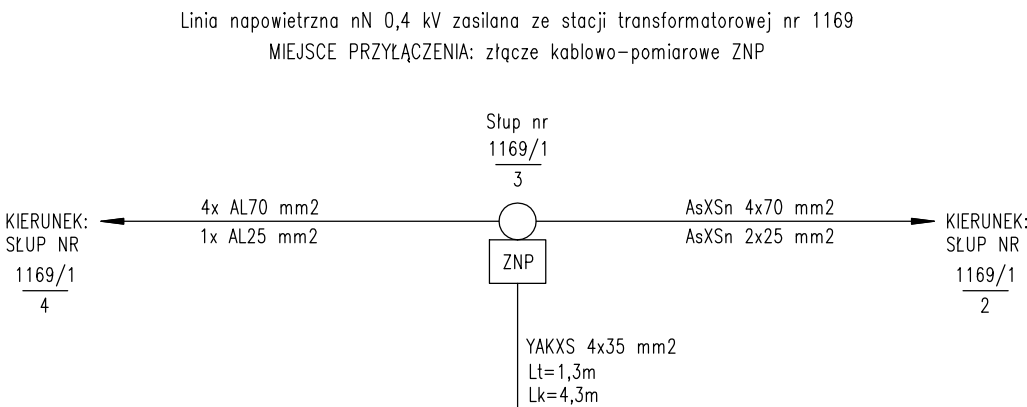 Linia napowietrzna nN 0,4 kV zasilana ze stacji transformatorowej nr 1169
MIEJSCE PRZYŁĄCZENIA: złącze kablowo-pomiarowe ZNP
Słup nr
1169/1
3
4x AL70 mm2
1x AL25 mm2
AsXSn 4x70 mm2
AsXSn 2x25 mm2
KIERUNEK:
SŁUP NR
1169/1
4
ZNP
KIERUNEK:
SŁUP NR
1169/1
2
YAKXS 4x35 mm2
Lt=1,3m
Lk=4,3m